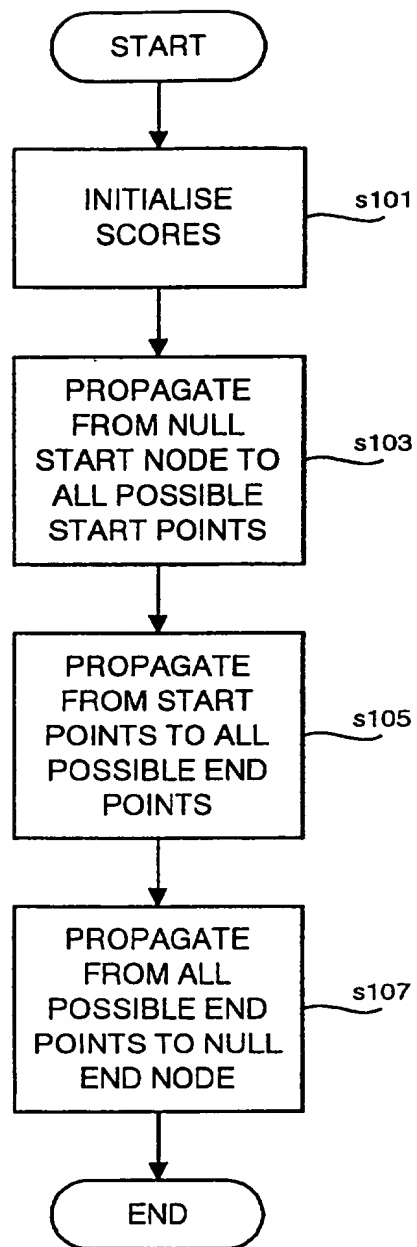 START
INITIALISE
SCORES
s101
PROPAGATE
FROM NULL
START NODE TO
ALL POSSIBLE
START POINTS
s103
PROPAGATE
FROM START
POINTS TO ALL
POSSIBLE END
POINTS
s105
PROPAGATE
FROM ALL
POSSIBLE END
POINTS TO NULL
END NODE
s107
END